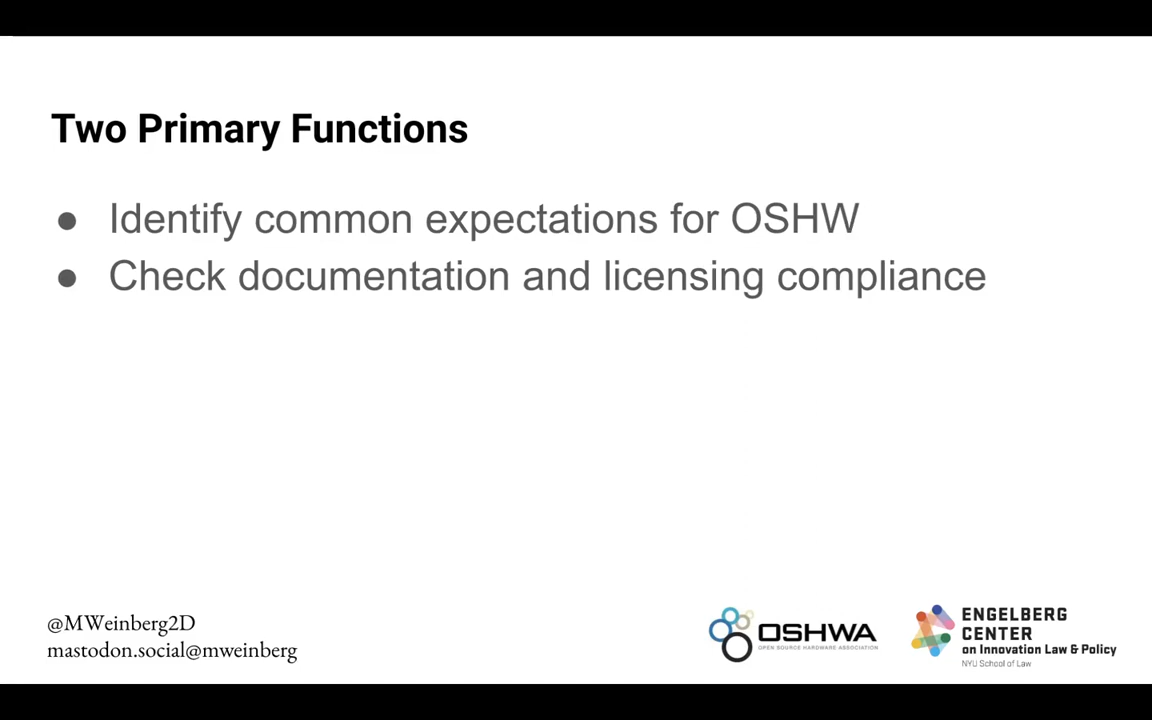 Two Primary Functions
● Identify common expectations for OSHW
● Check documentation and licensing compliance
@MWeinberg2D
mastodon.social@mweinberg
OSHWA
OPEN SOURCE HARDWARE ASSOCIATION
ENGELBERG
CENTER
on Innovation Law & Policy
NYU School of Law